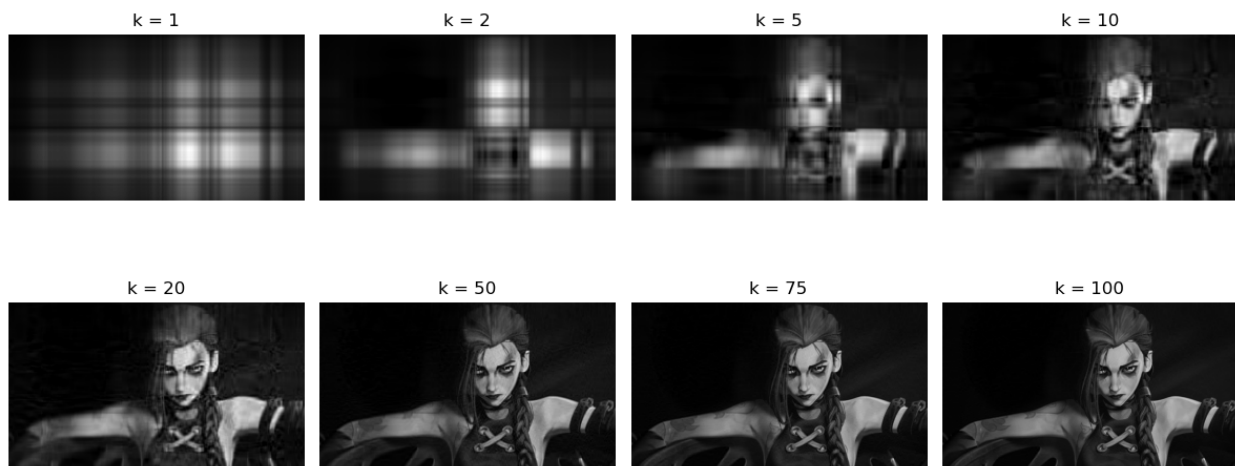 k = 1 k = 2 k = 5 k = 10
k = 20 k = 50 k = 75 k = 100